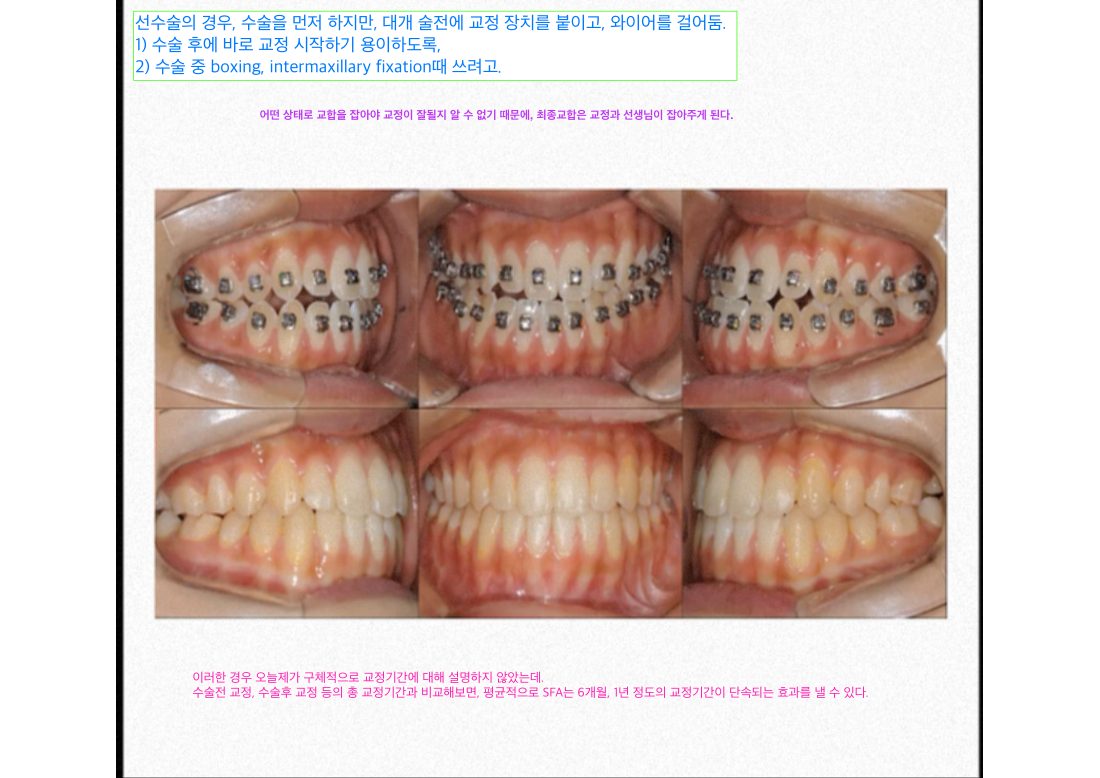 선수술의 경우, 수술을 먼저 하지만, 대개 술전에 교정 장치를 붙이고, 와이어를 걸어둠.
1) 수술 후에 바로 교정 시작하기 용이하도록,
2) 수술 중 boxing, intermaxillary fixation때 쓰려고.
어떤 상태로 교합을 잡아야 교정이 잘될지 알 수 없기 때문에, 최종교합은 교정과 선생님이 잡아주게 된다.
이러한 경우 오늘제가 구체적으로 교정기간에 대해 설명하지 않았는데.
수술전 교정, 수술후 교정 등의 총 교정기간과 비교해보면, 평균적으로 SFA는 6개월, 1년 정도의 교정기간이 단속되는 효과를 낼 수 있다.